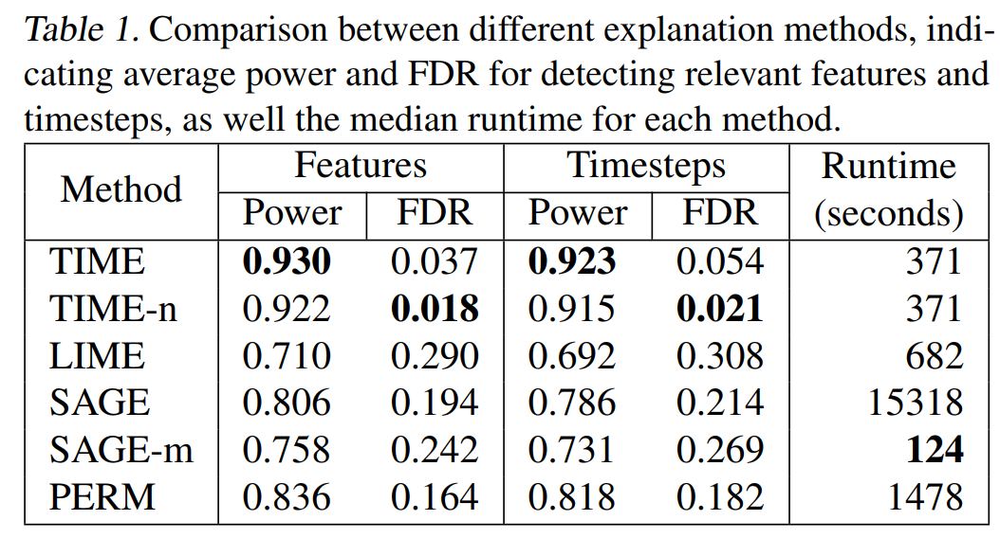 Table 1. Comparison between different explanation methods, indi-
cating average power and FDR for detecting relevant features and
timesteps, as well the median runtime for each method.
Method Features Timesteps Runtime
Power FDR Power FDR (seconds)
TIME 0.930 0.037 0.923 0.054 371
TIME-n 0.922 0.018 0.915 0.021 371
LIME 0.710 0.290 0.692 0.308 682
SAGE 0.806 0.194 0.786 0.214 15318
SAGE-m 0.758 0.242 0.731 0.269 124
PERM 0.836 0.164 0.818 0.182 1478